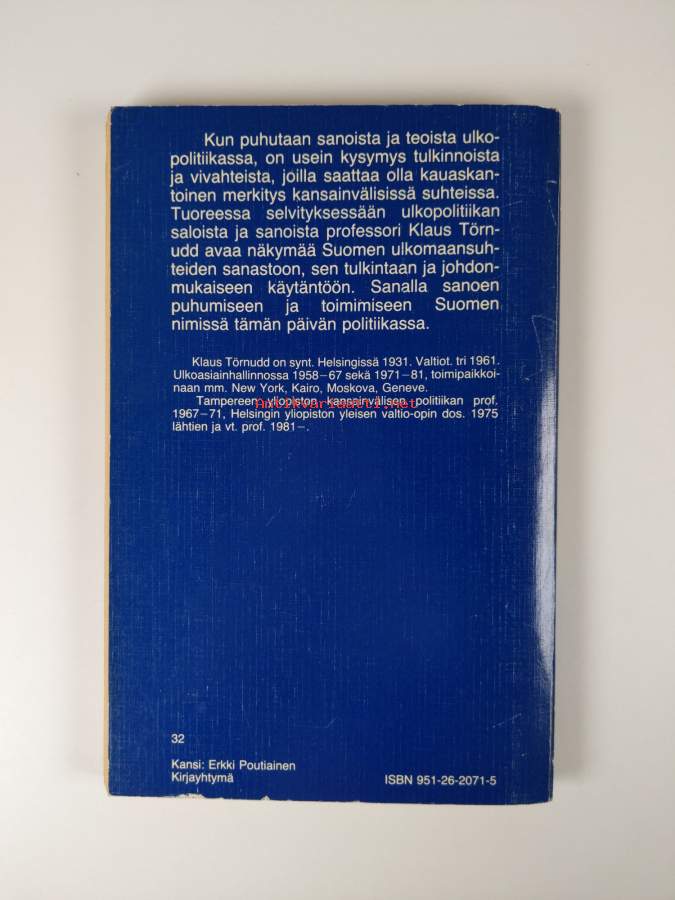 Kun puhutaan sanoista ja teoista ulko-
politiikassa, on usein kysymys tulkinnoista
ja vivahteista, joilla saattaa olla kauaskan-
toinen merkitys kansainvälisissä suhteissa.
Tuoreessa selvityksessään ulkopolitiikan
saloista ja sanoista professori Klaus Törn-
udd avaa näkymää Suomen ulkomaansuh-
teiden sanastoon, sen tulkintaan ja johdon-
mukaiseen käytäntöön. Sanalla sanoen
puhumiseen ja toimimiseen Suomen
nimissä tämän päivän politiikassa.
Klaus Törnudd on synt. Helsingissä 1931. Valtiot. tri 1961.
Ulkoasiainhallinnossa 1958–67 sekä 1971–81, toimipaikkoi-
naan mm. New York, Kairo, Moskova, Geneve.
Tampereen yliopiston kansainvälisen politiikan prof.
Antikvariaatti.net
1967–71, Helsingin yliopiston yleisen valtio-opin dos. 1975
lähtien ja vt. prof. 1981–.
32
Kansi: Erkki Poutiainen
Kirjayhtymä
ISBN 951-26-2071-5